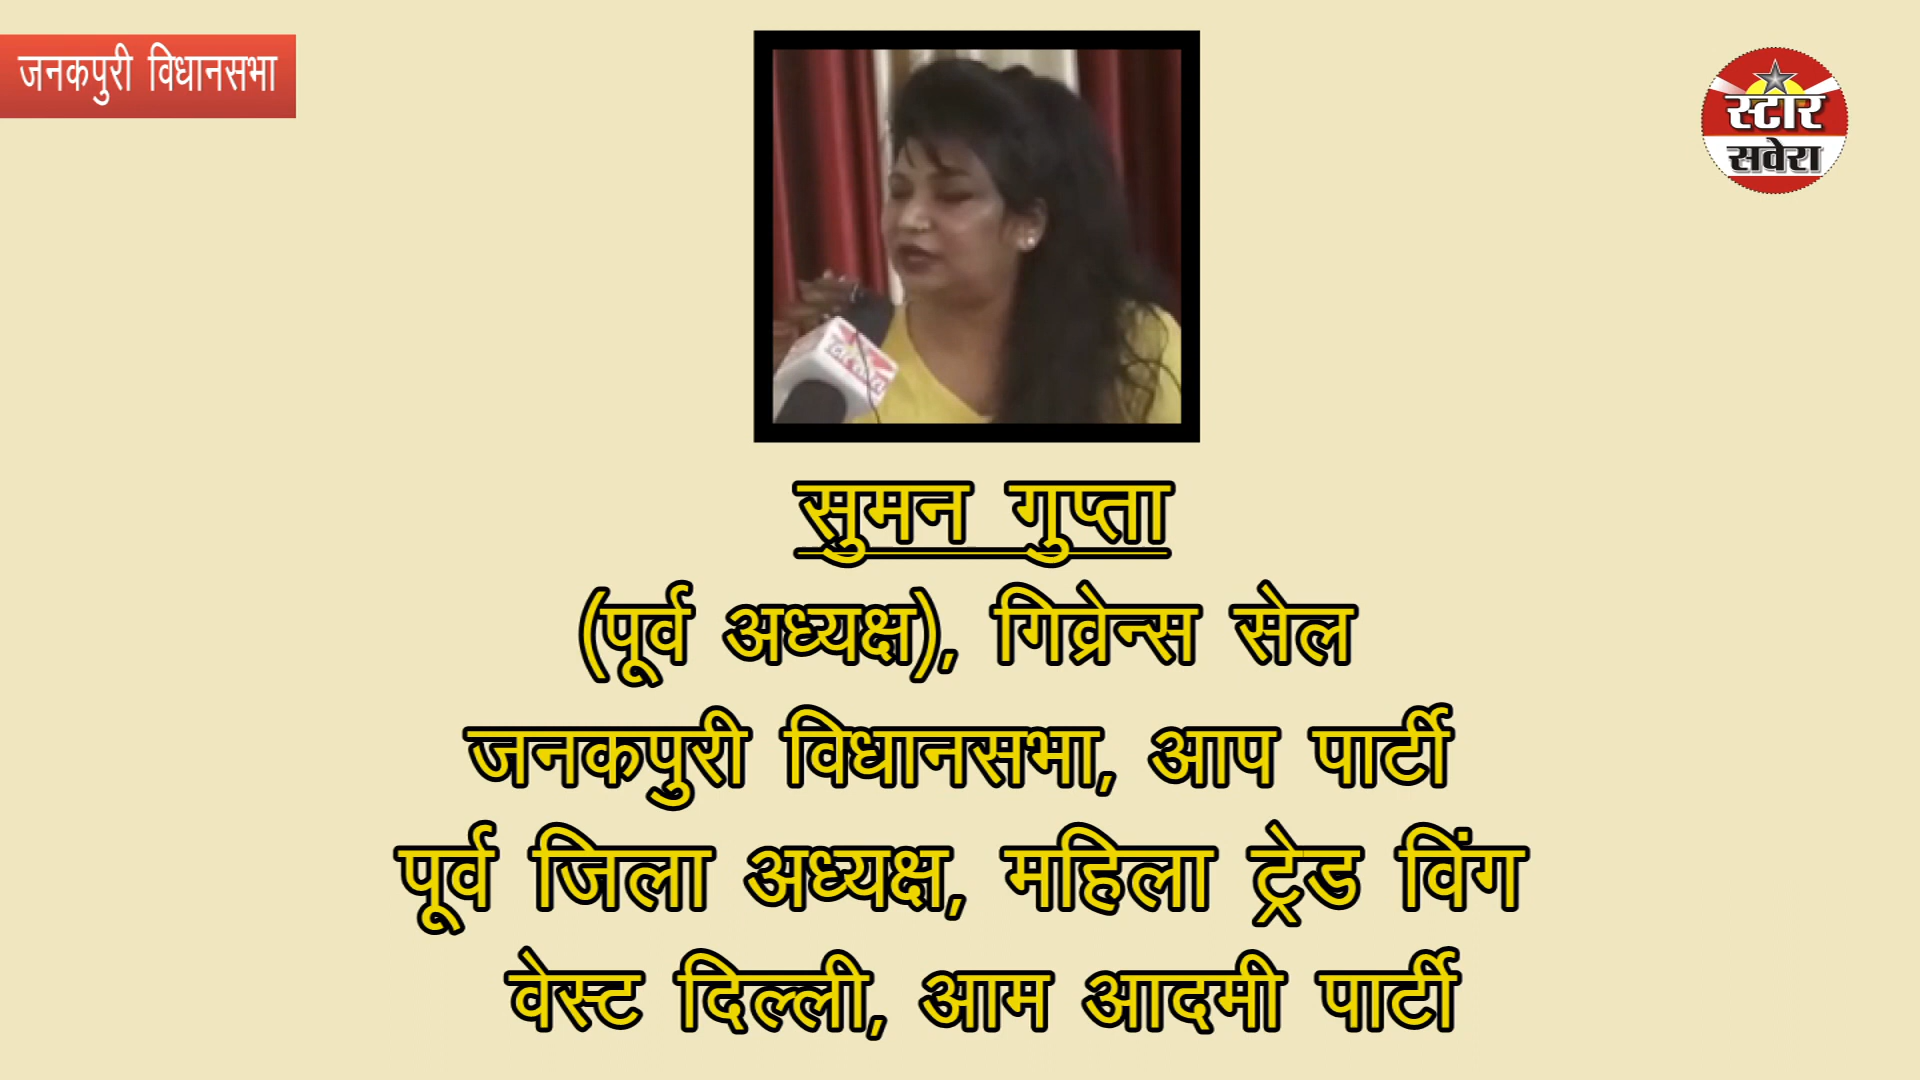 जनकपुरी विधानसभा
स्टार
सवेरा
सुमन गुप्ता
(पूर्व अध्यक्ष), गिव्रेन्स सेल
जनकपुरी विधानसभा, आप पार्टी
पूर्व जिला अध्यक्ष, महिला ट्रेड विंग
वेस्ट दिल्ली, आम आदमी पार्टी